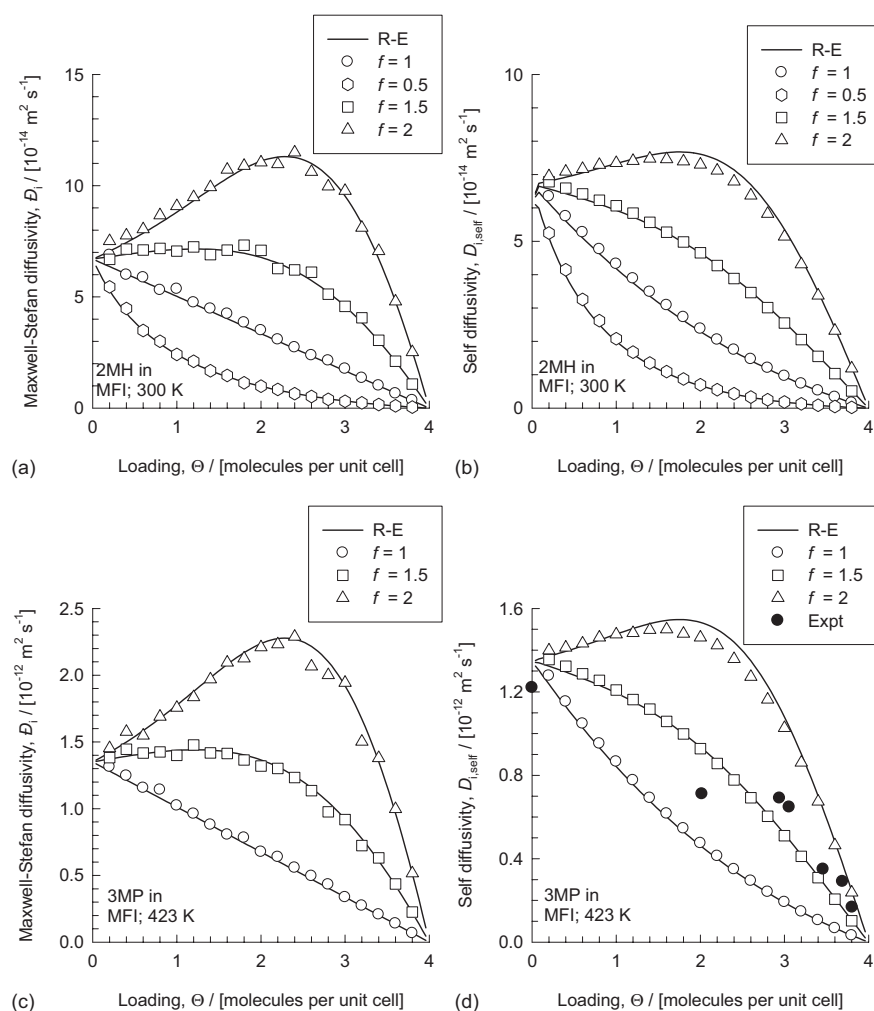 R-E
f = 1
f = 0.5
f = 1.5
f = 2
15
10
5
0
0 1 2 3 4
Maxwell-Stefan diffusivity, Đi / [10−14 m2 s−1]
2MH in
MFI; 300 K
(a)
Loading, Θ / [molecules per unit cell]
R-E
f = 1
f = 0.5
f = 1.5
f = 2
10
5
0
0 1 2 3 4
Self diffusivity, Di,self / [10−14 m2 s−1]
2MH in
MFI; 300 K
(b)
Loading, Θ / [molecules per unit cell]
R-E
f = 1
f = 1.5
f = 2
2.5
2.0
1.5
1.0
0.5
0.0
0 1 2 3 4
Maxwell-Stefan diffusivity, Đi / [10−12 m2 s−1]
3MP in
MFI; 423 K
(c)
Loading, Θ / [molecules per unit cell]
R-E
f = 1
f = 1.5
f = 2
Expt
1.6
1.2
0.8
0.4
0.0
0 1 2 3 4
Self diffusivity, Di,self / [10−12 m2 s−1]
3MP in
MFI; 423 K
(d)
Loading, Θ / [molecules per unit cell]